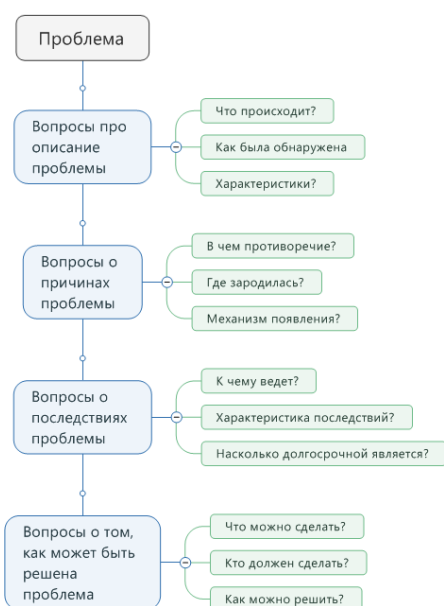 Проблема
Вопросы про
описание
проблемы
Что происходит?
Как была обнаружена
Характеристики?
Вопросы о
причинах
проблемы
В чем противоречие?
Где зародилась?
Механизм появления?
Вопросы о
последствиях
проблемы
К чему ведет?
Характеристика последствий?
Насколько долгосрочной является?
Вопросы о том,
как может быть
решена
проблема
Что можно сделать?
Кто должен сделать?
Как можно решить?